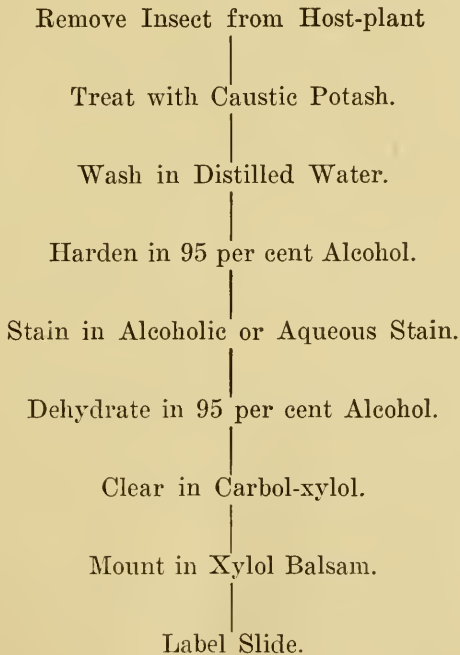 Remove Insect from Host-plant
Treat with Caustic Potash.
Wash in Distilled Water.
Harden in 95 per cent Alcohol.
Stain in Alcoholic or Aqueous Stain.
Dehydrate in 95 per cent Alcohol.
Clear in Carbol-xylol.
Mount in Xylol Balsam.
Label Slide.